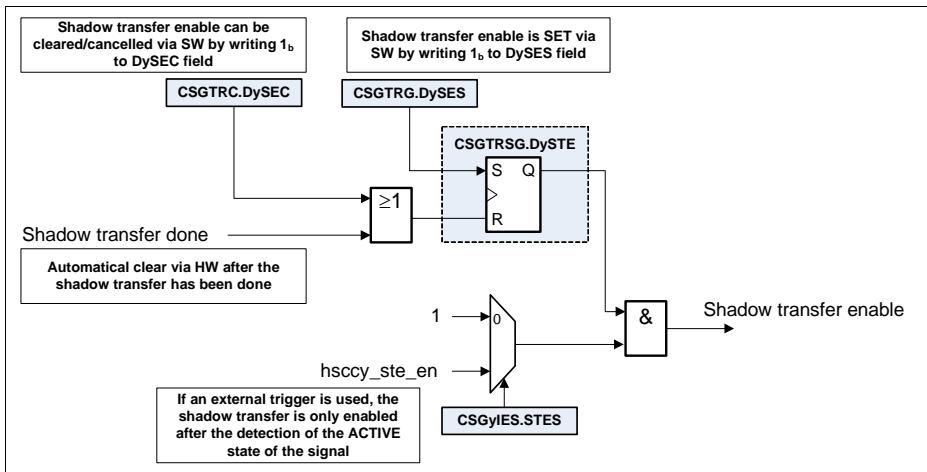 Shadow transfer enable can be
cleared/cancelled via SW by writing 1b
to DySEC field
Shadow transfer enable is SET via
SW by writing 1b to DySES field
CSGTRC.DySEC
CSGTRG.DySES
CSGTRSG.DySTE
S Q
R
≥1
Shadow transfer done
Automatical clear via HW after the
shadow transfer has been done
1
0
&
Shadow transfer enable
hsccy_ste_en
If an external trigger is used, the
shadow transfer is only enabled
after the detection of the ACTIVE
state of the signal
CSGyIES.STES